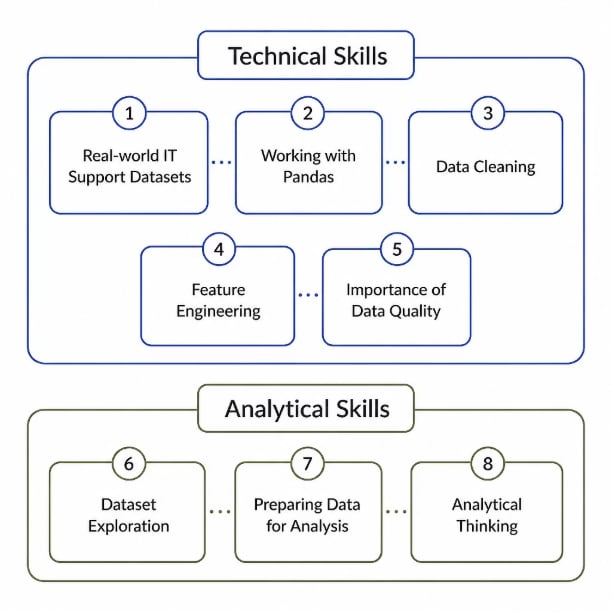 Technical Skills
1
Real-world IT
Support Datasets
2
Working with
Pandas
3
Data Cleaning
4
Feature
Engineering
5
Importance of
Data Quality
Analytical Skills
6
Dataset
Exploration
7
Preparing Data
for Analysis
8
Analytical
Thinking